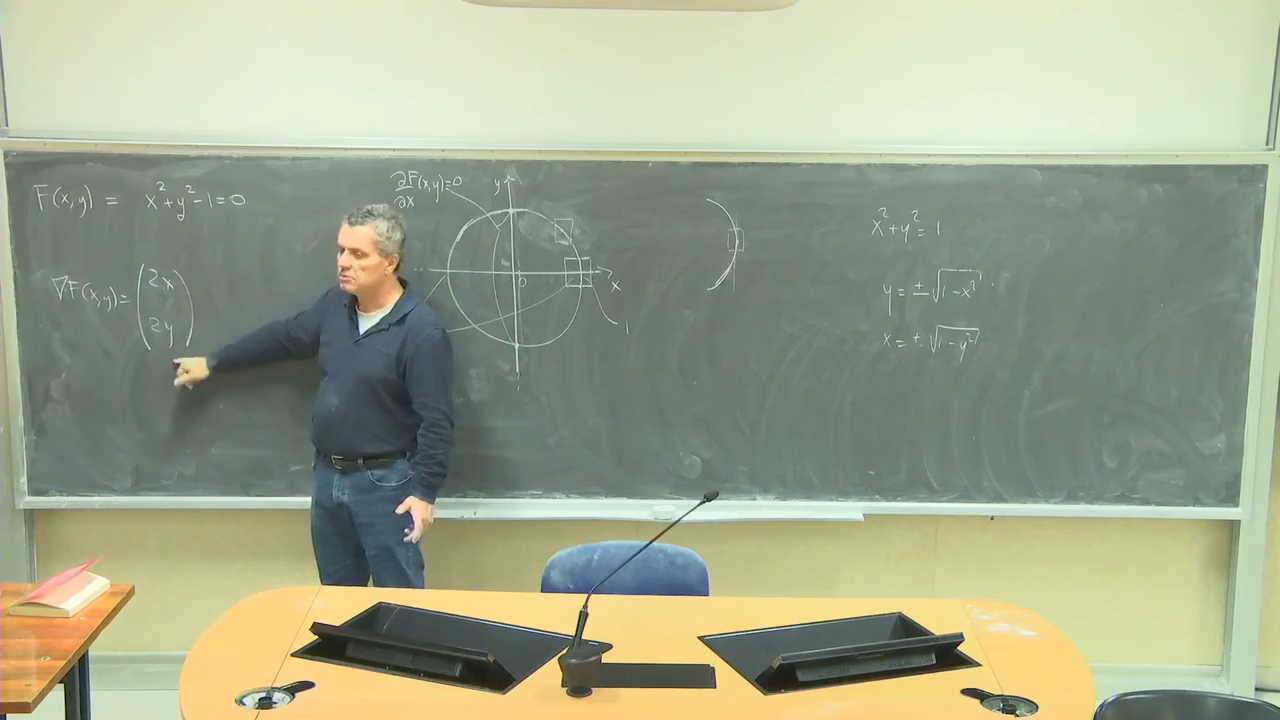 F(x,y) = x²+y²-1=0
∇F(x,y)= (2x
2y)
∂F(x,y)=0
∂x
y
x
0
1
x²+y²=1
y=±√1-x²
x=±√1-y²